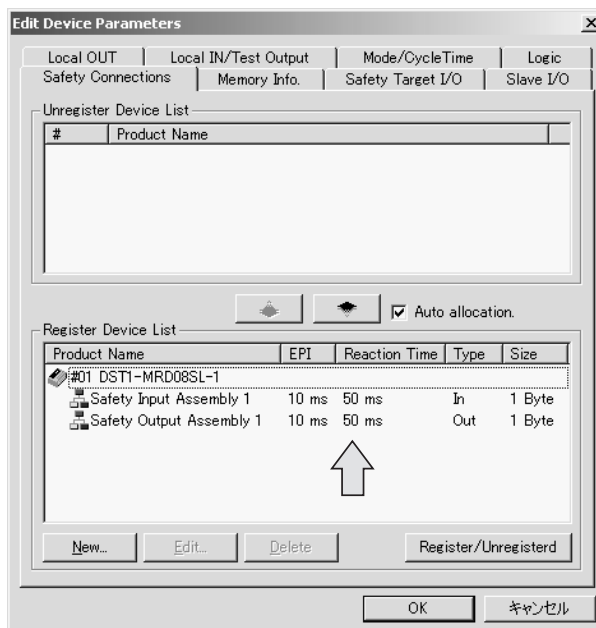 Edit Device Parameters
Local OUT Local IN/Test Output Mode/CycleTime Logic
Safety Connections Memory Info. Safety Target I/O Slave I/O
Unregister Device List
# Product Name
Auto allocation.
Register Device List
Product Name EPI Reaction Time Type Size
#01 DST1-MRD08SL-1
Safety Input Assembly 1 10 ms 50 ms In 1 Byte
Safety Output Assembly 1 10 ms 50 ms Out 1 Byte
New... Edit... Delete Register/Unregisterd
OK キャンセル